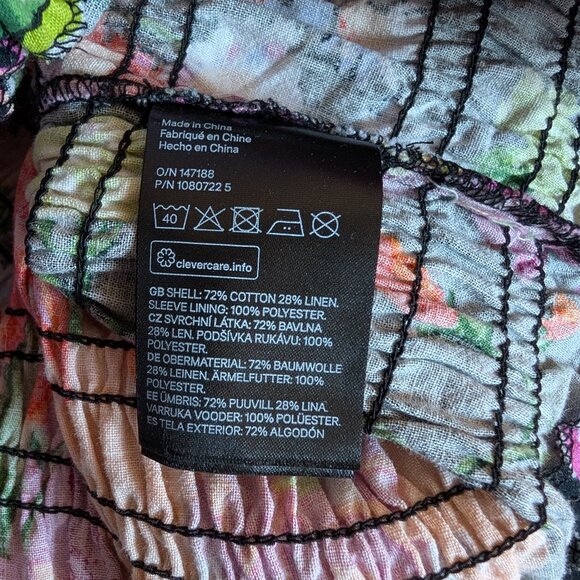 Made in China
Fabriqué en Chine
Hecho en China
O/N 147188
P/N 1080722 5
40
clevercare.info
GB SHELL: 72% COTTON 28% LINEN.
SLEEVE LINING: 100% POLYESTER.
CZ SVRCHNÍ LÁTKA: 72% BAVLNA
28% LEN. PODŠÍVKA RUKÁVU: 100%
POLYESTER.
DE OBERMATERIAL: 72% BAUMWOLLE
28% LEINEN. ÄRMELFUTTER: 100%
POLYESTER.
EE ÜMBRIS: 72% PUUVILL 28% LINA.
VARRUKA VOODER: 100% POLÜESTER.
ES TELA EXTERIOR: 72% ALGODÓN